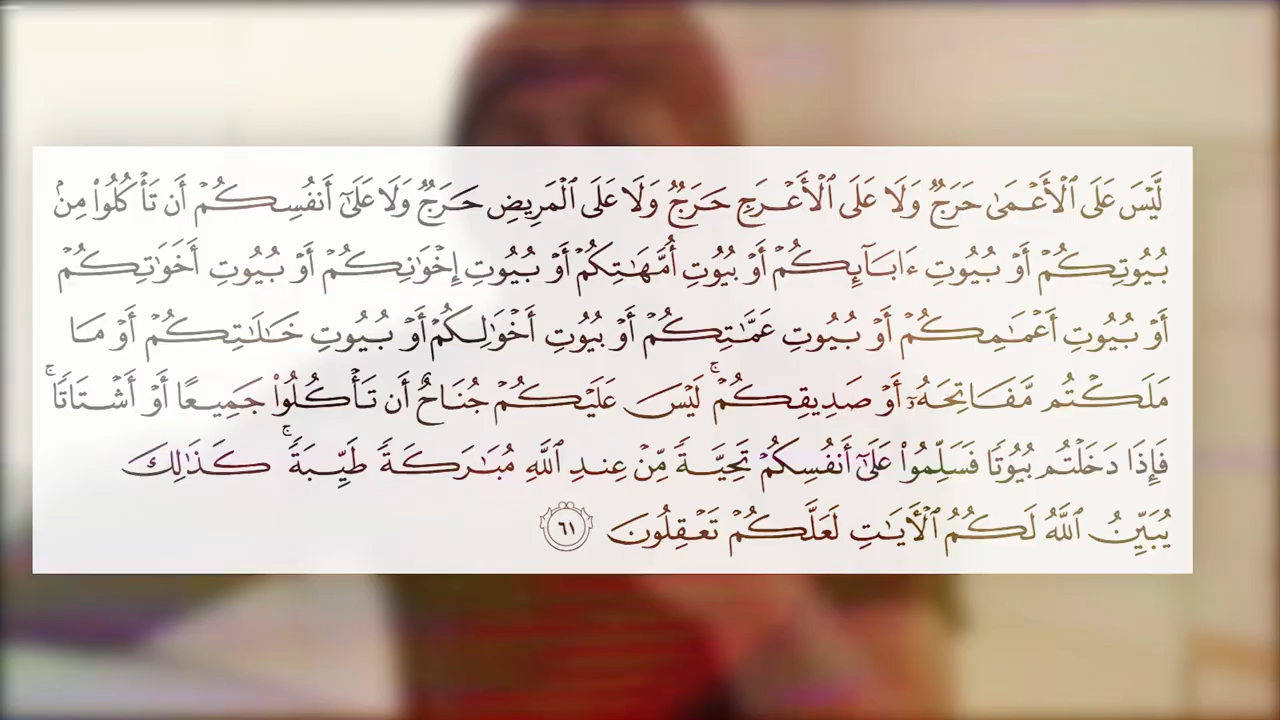 لَّيْسَ عَلَى ٱلْأَعْمَىٰ حَرَجٌ وَلَا عَلَى ٱلْأَعْرَجِ حَرَجٌ وَلَا عَلَى ٱلْمَرِيضِ حَرَجٌ وَلَا عَلَىٰٓ أَنفُسِكُمْ أَن تَأْكُلُوا۟ مِنۢ
بُيُوتِكُمْ أَوْ بُيُوتِ ءَابَآئِكُمْ أَوْ بُيُوتِ أُمَّهَٰتِكُمْ أَوْ بُيُوتِ إِخْوَٰنِكُمْ أَوْ بُيُوتِ أَخَوَٰتِكُمْ
أَوْ بُيُوتِ أَعْمَٰمِكُمْ أَوْ بُيُوتِ عَمَّٰتِكُمْ أَوْ بُيُوتِ أَخْوَٰلِكُمْ أَوْ بُيُوتِ خَٰلَٰتِكُمْ أَوْ مَا
مَلَكْتُم مَّفَاتِحَهُۥٓ أَوْ صَدِيقِكُمْ ۚ لَيْسَ عَلَيْكُمْ جُنَاحٌ أَن تَأْكُلُوا۟ جَمِيعًا أَوْ أَشْتَاتًا ۚ
فَإِذَا دَخَلْتُم بُيُوتًا فَسَلِّمُوا۟ عَلَىٰٓ أَنفُسِكُمْ تَحِيَّةً مِّنْ عِندِ ٱللَّهِ مُبَٰرَكَةً طَيِّبَةً ۚ كَذَٰلِكَ
يُبَيِّنُ ٱللَّهُ لَكُمُ ٱلْأَيَٰتِ لَعَلَّكُمْ تَعْقِلُونَ ٦١